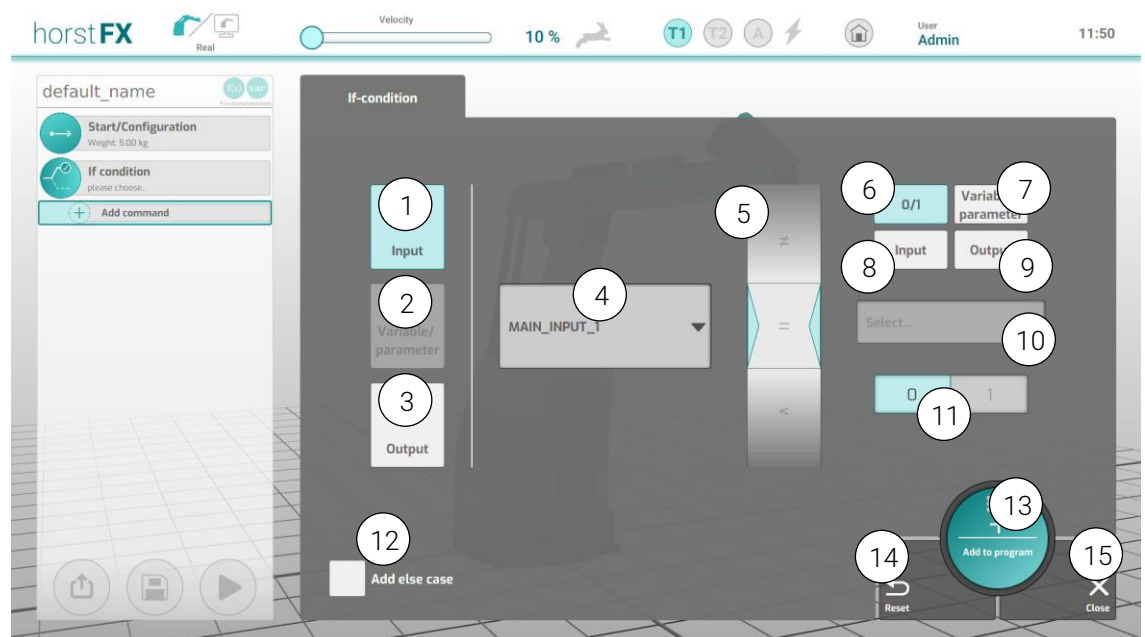 horstFX
Real
Velocity
10 %
T1
T2
A
User
Admin
11:50
default_name
f(x)
var
Functions/variables
Start/Configuration
Weight: 5.00 kg
If condition
please choose..
Add command
If-condition
1
Input
2
Variable/
parameter
3
Output
4
MAIN_INPUT_1
5
≠
=
<
6
0/1
7
parameter
8
Input
9
10
Select...
11
0
1
12
Add else case
13
Add to program
14
Reset
15
Close